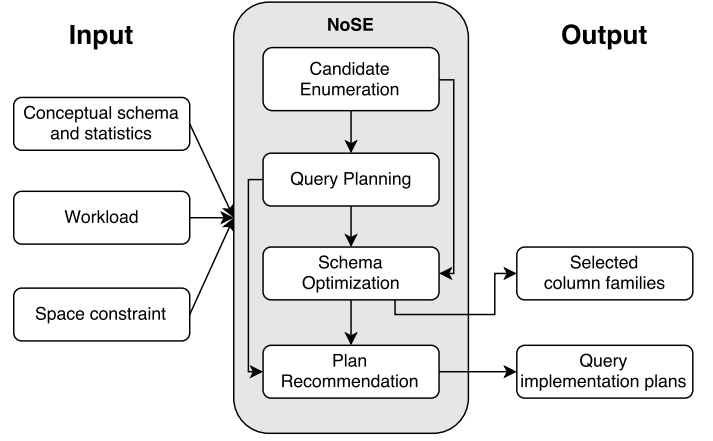 Input
NoSE
Output
Candidate
Enumeration
Conceptual schema
and statistics
Query Planning
Workload
Schema
Optimization
Selected
column families
Space constraint
Plan
Recommendation
Query
implementation plans